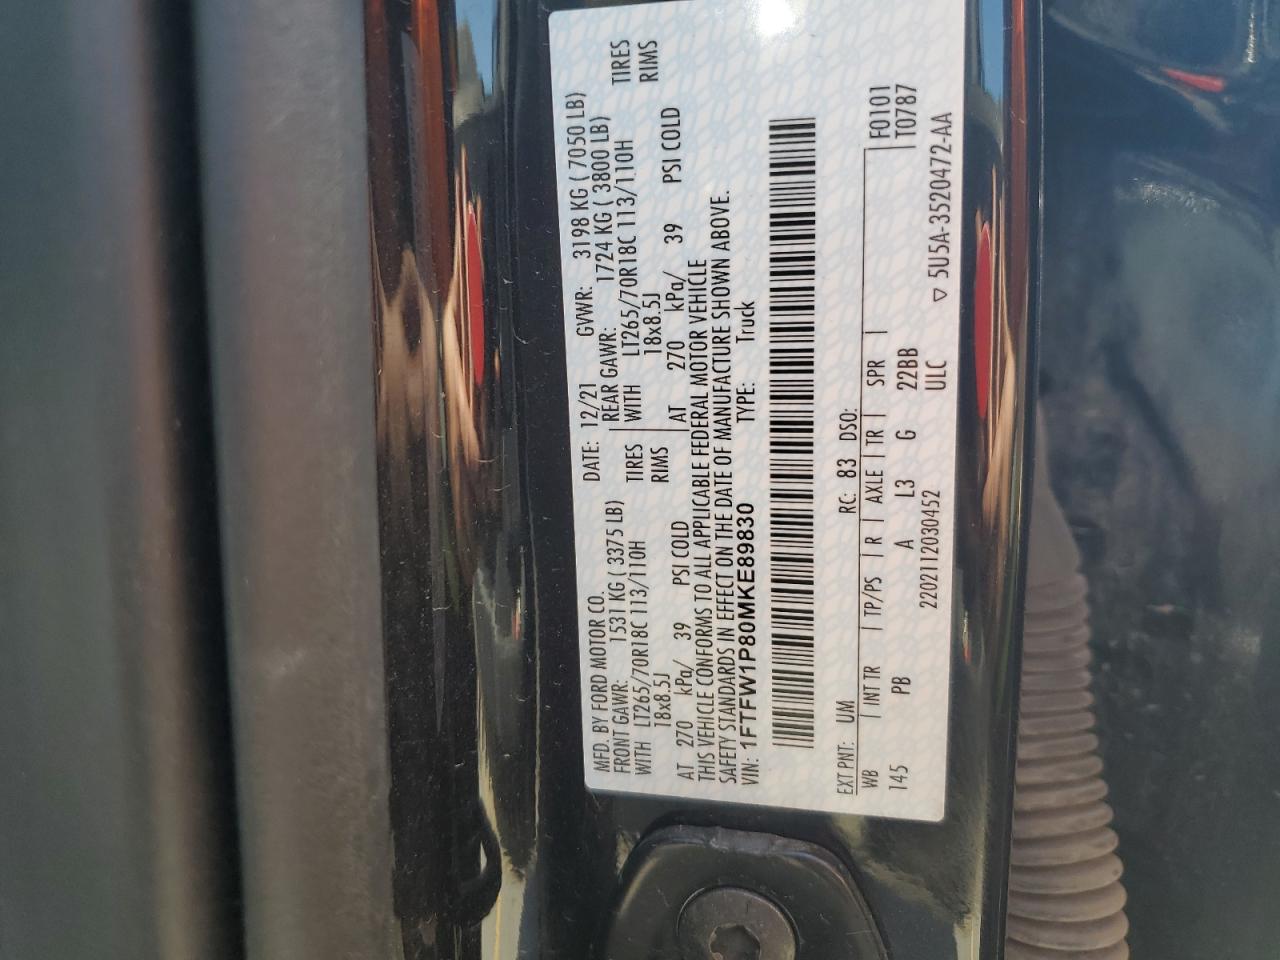 MFD. BY FORD MOTOR CO. DATE: 12/21 GVWR: 3198 KG ( 7050 LB)
FRONT GAWR: 1531 KG ( 3375 LB) REAR GAWR: 1724 KG ( 3800 LB)
WITH LT265/70R18C 113/110H TIRES WITH LT265/70R18C 113/110H TIRES
18x8.5J RIMS 18x8.5J RIMS
AT 270 kPa/ 39 PSI COLD AT 270 kPa/ 39 PSI COLD
THIS VEHICLE CONFORMS TO ALL APPLICABLE FEDERAL MOTOR VEHICLE
SAFETY STANDARDS IN EFFECT ON THE DATE OF MANUFACTURE SHOWN ABOVE.
VIN: 1FTFW1P80MKE89830 TYPE: Truck
EXT PNT: UM RC: 83 DSO:
WB INT TR TP/PS R AXLE TR SPR F0101
145 PB A L3 G 22BB T0787
2202112030452 ULC ▽ 5U5A-3520472-AA